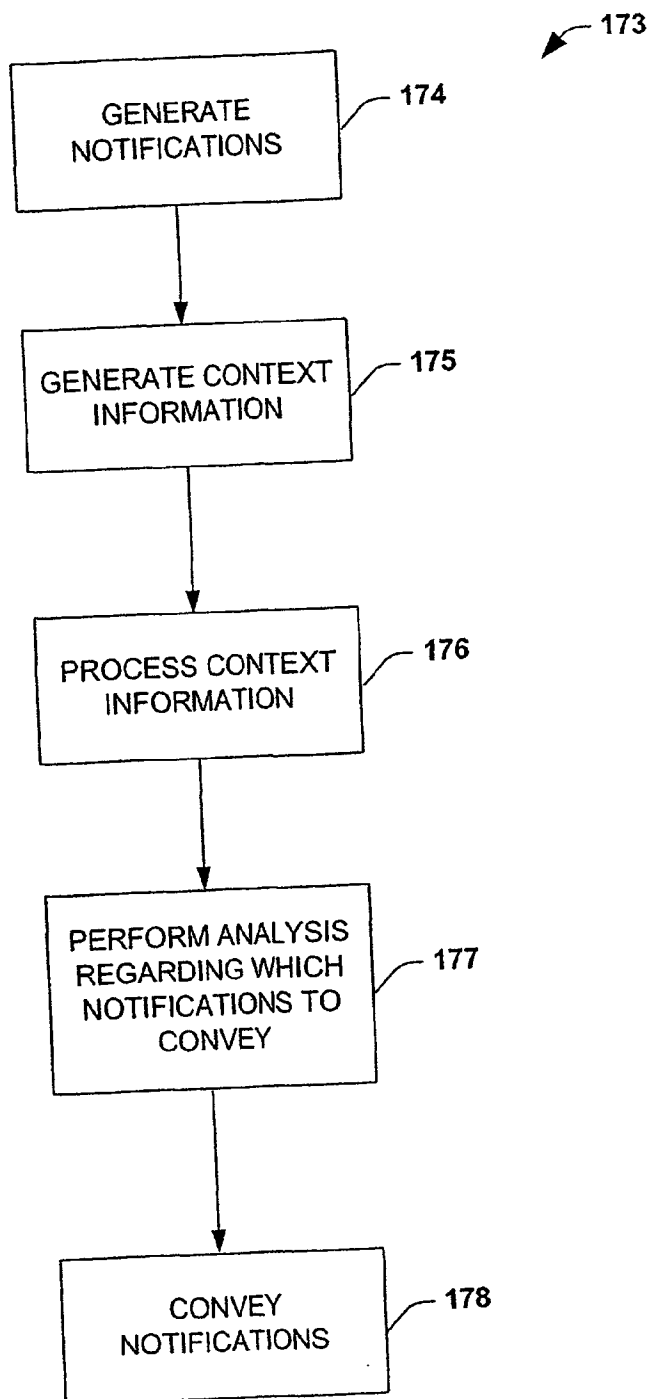 173
GENERATE
NOTIFICATIONS
174
GENERATE CONTEXT
INFORMATION
175
PROCESS CONTEXT
INFORMATION
176
PERFORM ANALYSIS
REGARDING WHICH
NOTIFICATIONS TO
CONVEY
177
CONVEY
NOTIFICATIONS
178